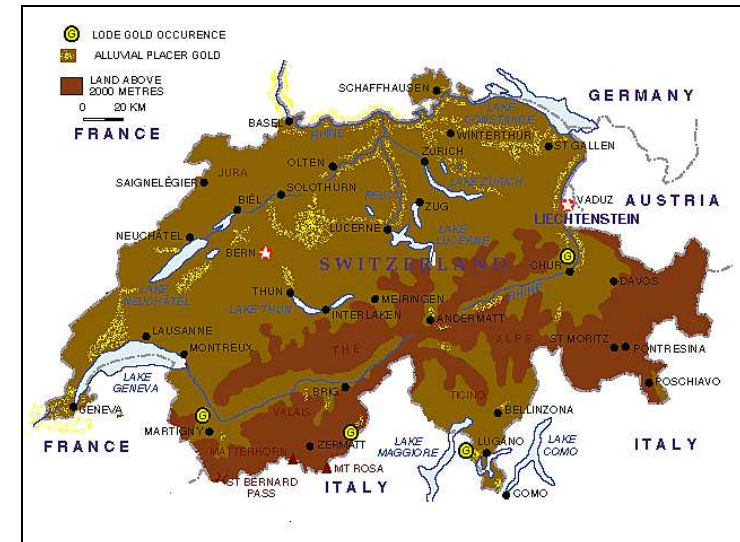 LODE GOLD OCCURENCE
ALLUVIAL PLACER GOLD
LAND ABOVE
2000 METRES
0 20 KM
FRANCE
GERMANY
SCHAFFHAUSEN
LAKE
CONSTANCE
BASEL
RHINE
WINTERTHUR
ST GALLEN
OLTEN
ZÜRICH
JURA
SAIGNELÉGIER
SOLOTHURN
LAKE ZURICH
BIÉL
REUSS
ZUG
VADUZ
AUSTRIA
LIECHTENSTEIN
NEUCHÂTEL
LUCERNE
LAKE
LUCERNE
BERN
SWITZERLAND
G
CHUR
LAKE
NEUCHÂTEL
THUN
MEIRINGEN
RHINE
DAVOS
LAKE THUN
INTERLAKEN
ANDERMATT
LAUSANNE
MONTREUX
THE
ALPS
ST MORITZ
PONTRESINA
LAKE
GENEVA
BRIG
POSCHIAVO
GENEVA
VALAIS
TICINO
BELLINZONA
G
MARTIGNY
G
ZERMATT
FRANCE
MATTERHORN
LAKE
MAGGIORE
G
LUGANO
LAKE
COMO
ITALY
MT ROSA
ST BERNARD
PASS
ITALY
COMO
G